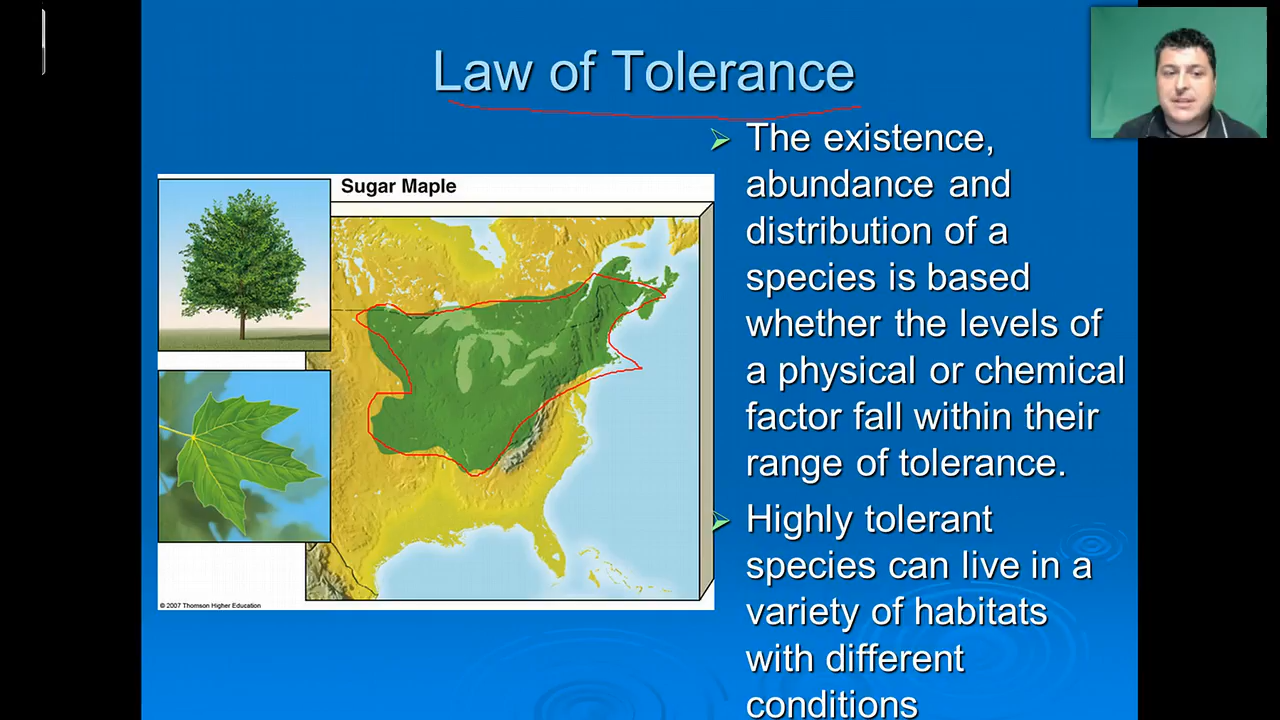 Law of Tolerance
Sugar Maple
© 2007 Thomson Higher Education
The existence,
abundance and
distribution of a
species is based
whether the levels of
a physical or chemical
factor fall within their
range of tolerance.
Highly tolerant
species can live in a
variety of habitats
with different
conditions